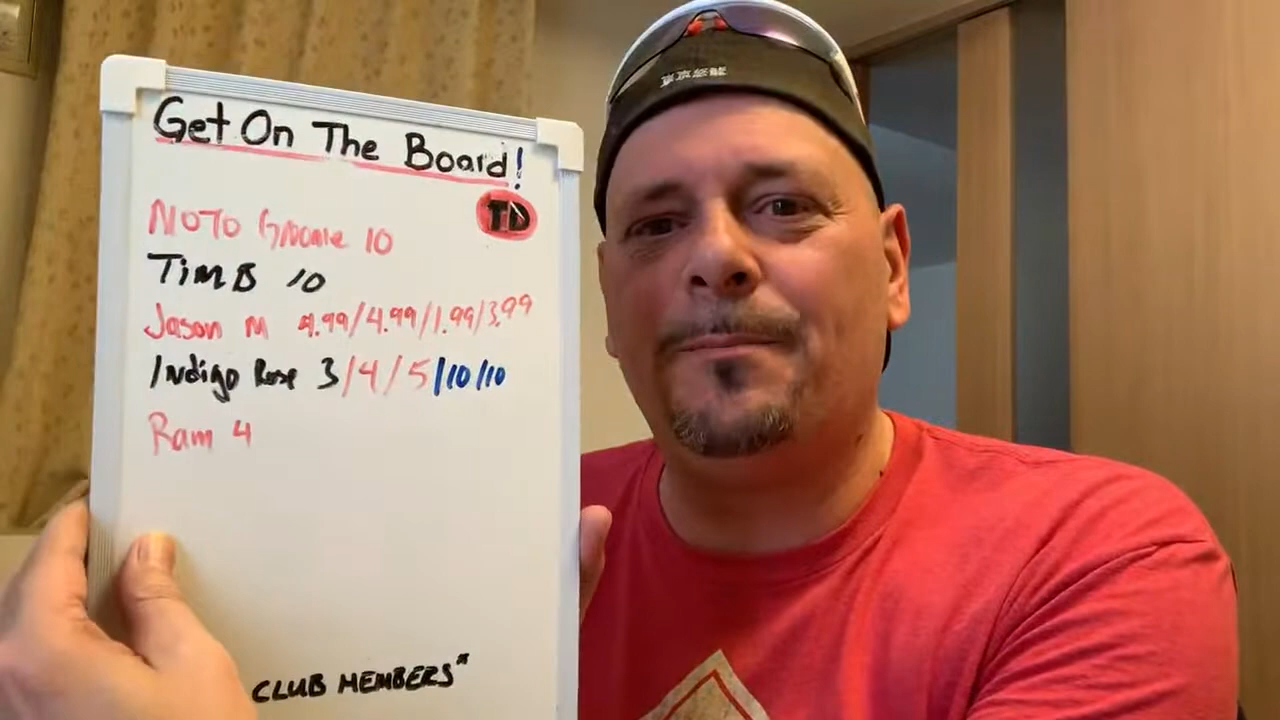 Get On The Board!
TD
NOTO Gnome 10
TiM B 10
Jason M 4.99/4.99/1.99/3.99
Indigo Rose 3/4/5/10/10
Ram 4
CLUB MEMBERS"